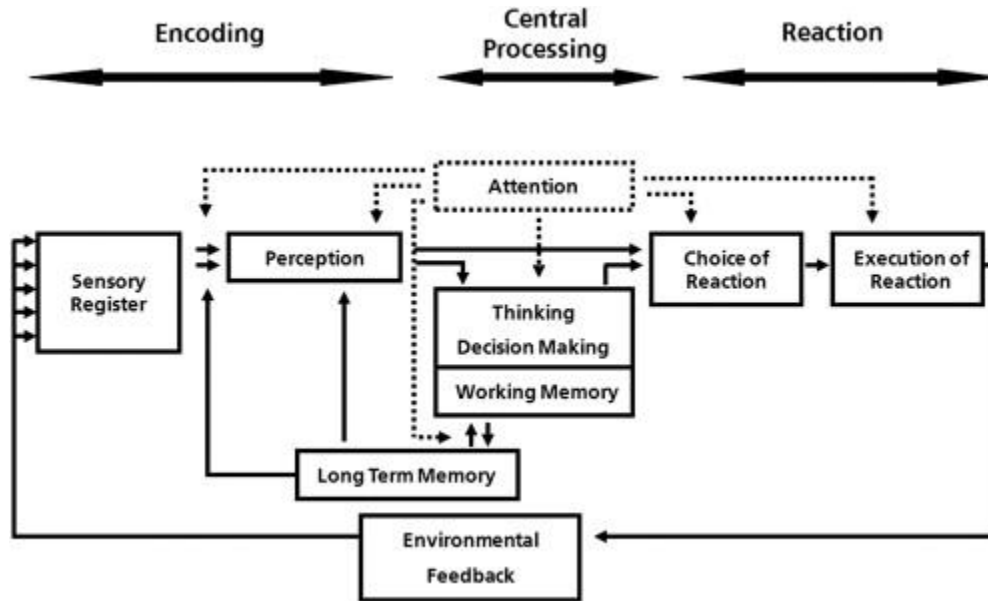 Encoding
Central
Processing
Reaction
Attention
Sensory
Register
Perception
Thinking
Decision Making
Working Memory
Choice of
Reaction
Execution of
Reaction
Long Term Memory
Environmental
Feedback